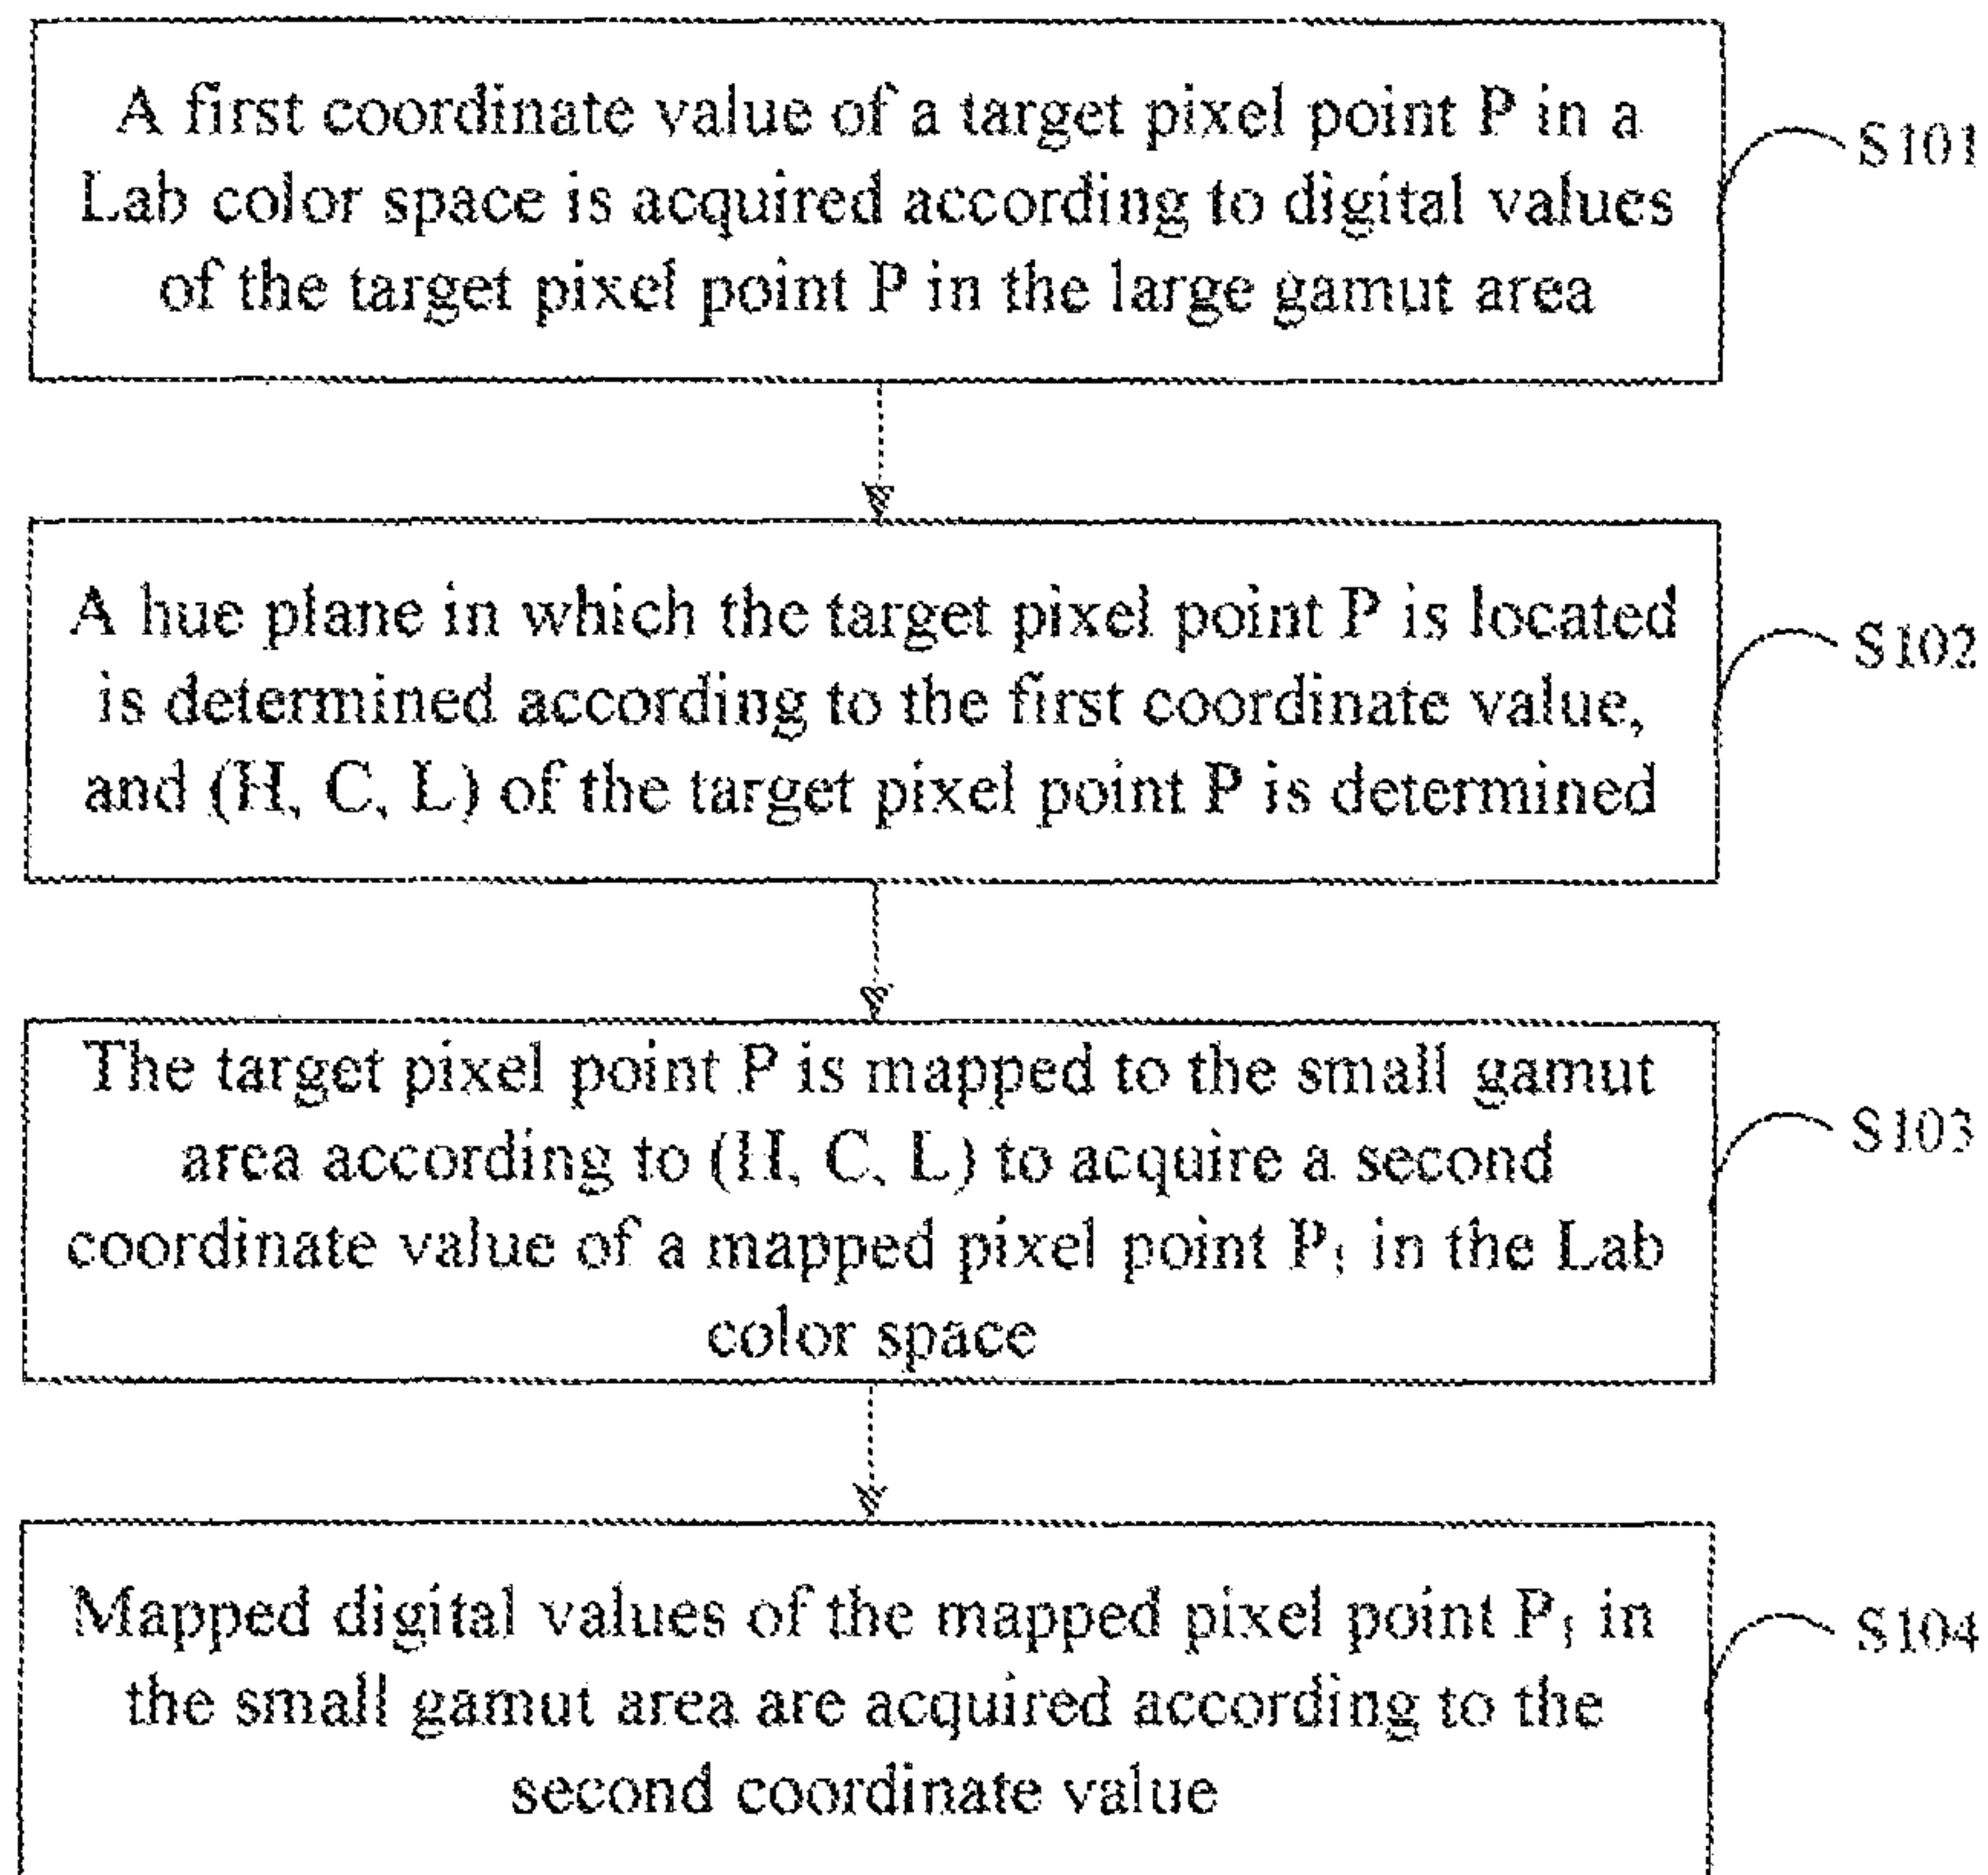 A first coordinate value of a target pixel point P in a
Lab color space is acquired according to digital values
of the target pixel point P in the large gamut area
S101
A hue plane in which the target pixel point P is located
is determined according to the first coordinate value,
and (H, C, L) of the target pixel point P is determined
S102
The target pixel point P is mapped to the small gamut
area according to (H, C, L) to acquire a second
coordinate value of a mapped pixel point P₁ in the Lab
color space
S103
Mapped digital values of the mapped pixel point P₁ in
the small gamut area are acquired according to the
second coordinate value
S104